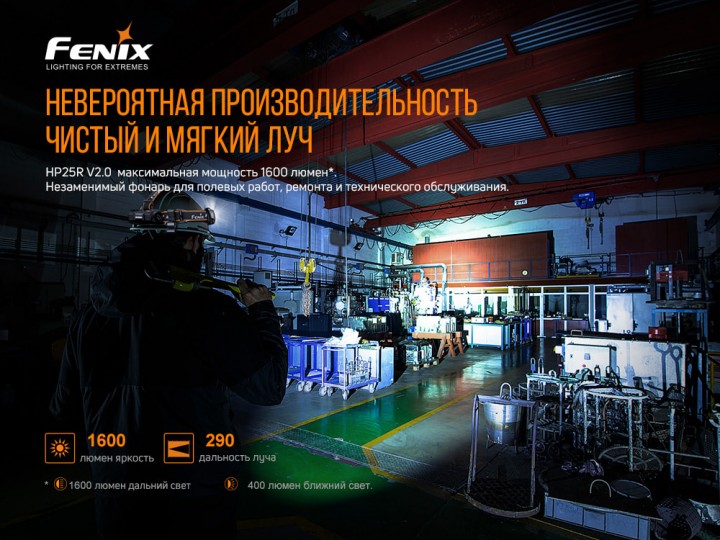 FENIX
LIGHTING FOR EXTREMES
НЕВЕРОЯТНАЯ ПРОИЗВОДИТЕЛЬНОСТЬ
ЧИСТЫЙ И МЯГКИЙ ЛУЧ
HP25R V2.0 максимальная мощность 1600 люмен*.
Незаменимый фонарь для полевых работ, ремонта и технического обслуживания.
FENIX
1600
люмен яркость
290
дальность луча
* 1600 люмен дальний свет
400 люмен ближний свет.